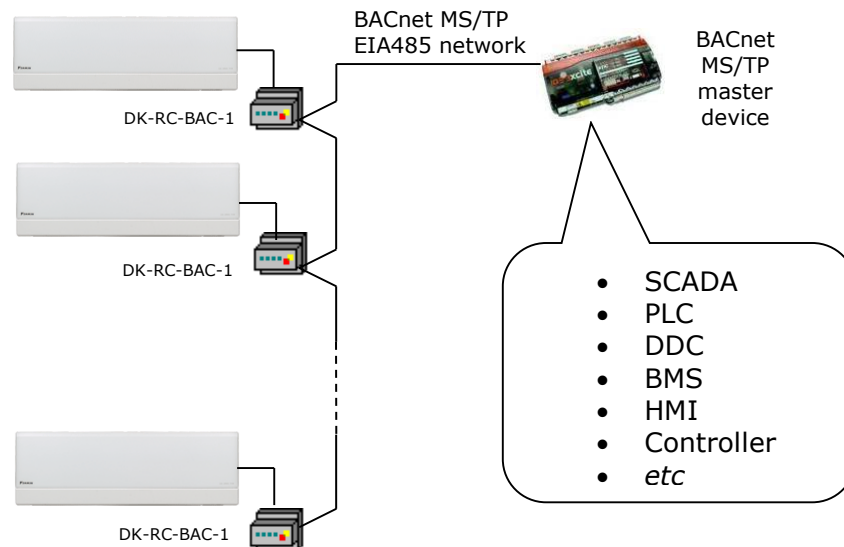 BACnet MS/TP
EIA485 network
BACnet
MS/TP
master
device
DK-RC-BAC-1
DK-RC-BAC-1
• SCADA
• PLC
• DDC
• BMS
• HMI
• Controller
• etc
DK-RC-BAC-1